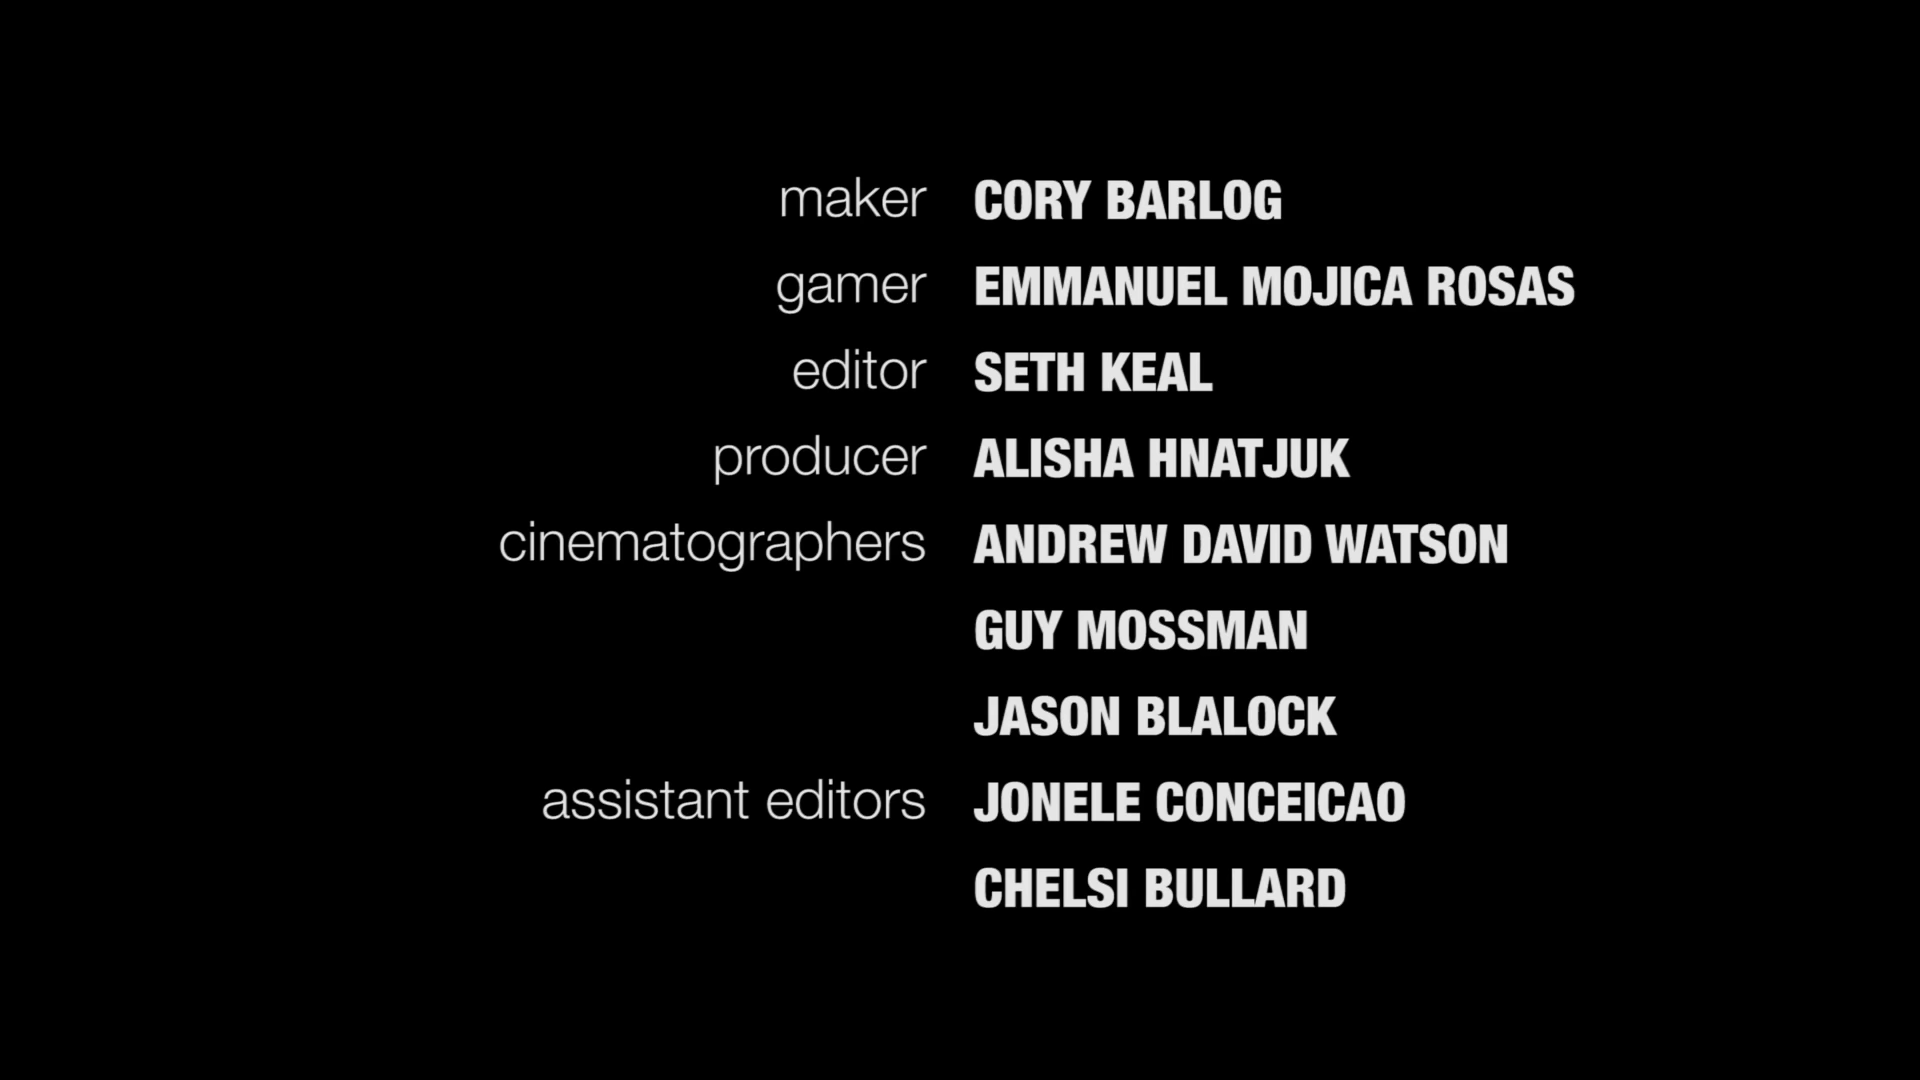 maker CORY BARLOG
gamer EMMANUEL MOJICA ROSAS
editor SETH KEAL
producer ALISHA HNATJUK
cinematographers ANDREW DAVID WATSON
GUY MOSSMAN
JASON BLALOCK
assistant editors JONELE CONCEICAO
CHELSI BULLARD